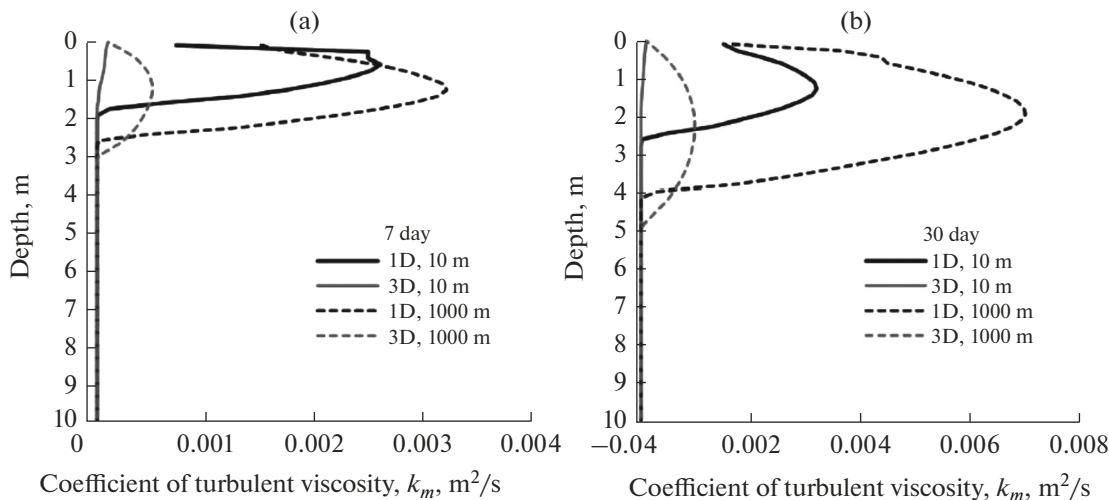 (a)
Depth, m
0
1
2
3
4
5
6
7
8
9
10
7 day
1D, 10 m
3D, 10 m
1D, 1000 m
3D, 1000 m
0 0.001 0.002 0.003 0.004
Coefficient of turbulent viscosity, kₘ, m²/s
(b)
Depth, m
0
1
2
3
4
5
6
7
8
9
10
30 day
1D, 10 m
3D, 10 m
1D, 1000 m
3D, 1000 m
−0.04 0.002 0.004 0.006 0.008
Coefficient of turbulent viscosity, kₘ, m²/s